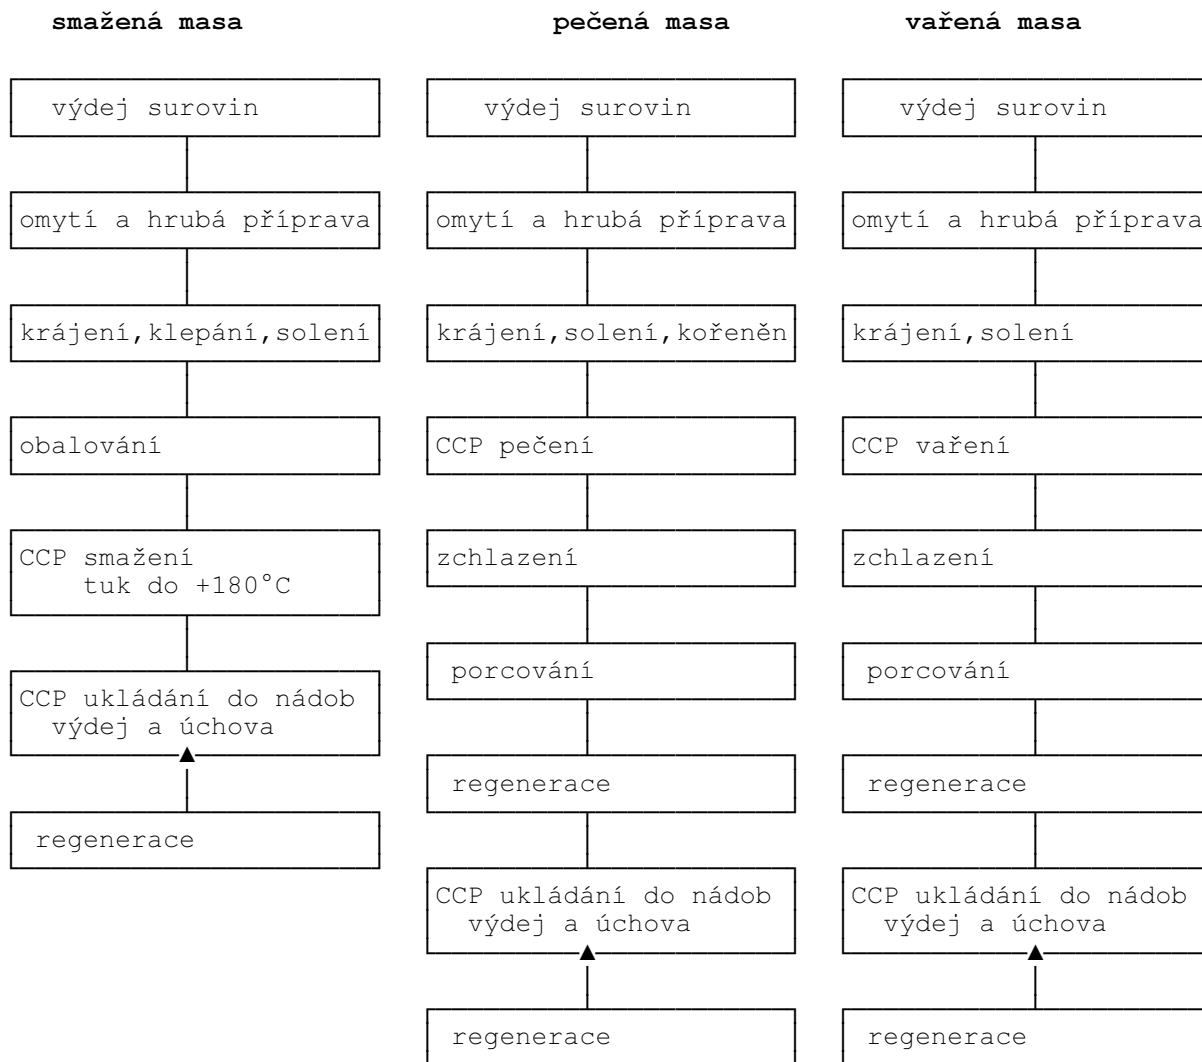 smažená masa
výdej surovin
omytí a hrubá příprava
krájení,klepání,solení
obalování
CCP smažení
tuk do +180°C
CCP ukládání do nádob
výdej a úchova
regenerace
pečená masa
výdej surovin
omytí a hrubá příprava
krájení,solení,kořeněn
CCP pečení
zchlazení
porcování
regenerace
CCP ukládání do nádob
výdej a úchova
regenerace
vařená masa
výdej surovin
omytí a hrubá příprava
krájení,solení
CCP vaření
zchlazení
porcování
regenerace
CCP ukládání do nádob
výdej a úchova
regenerace